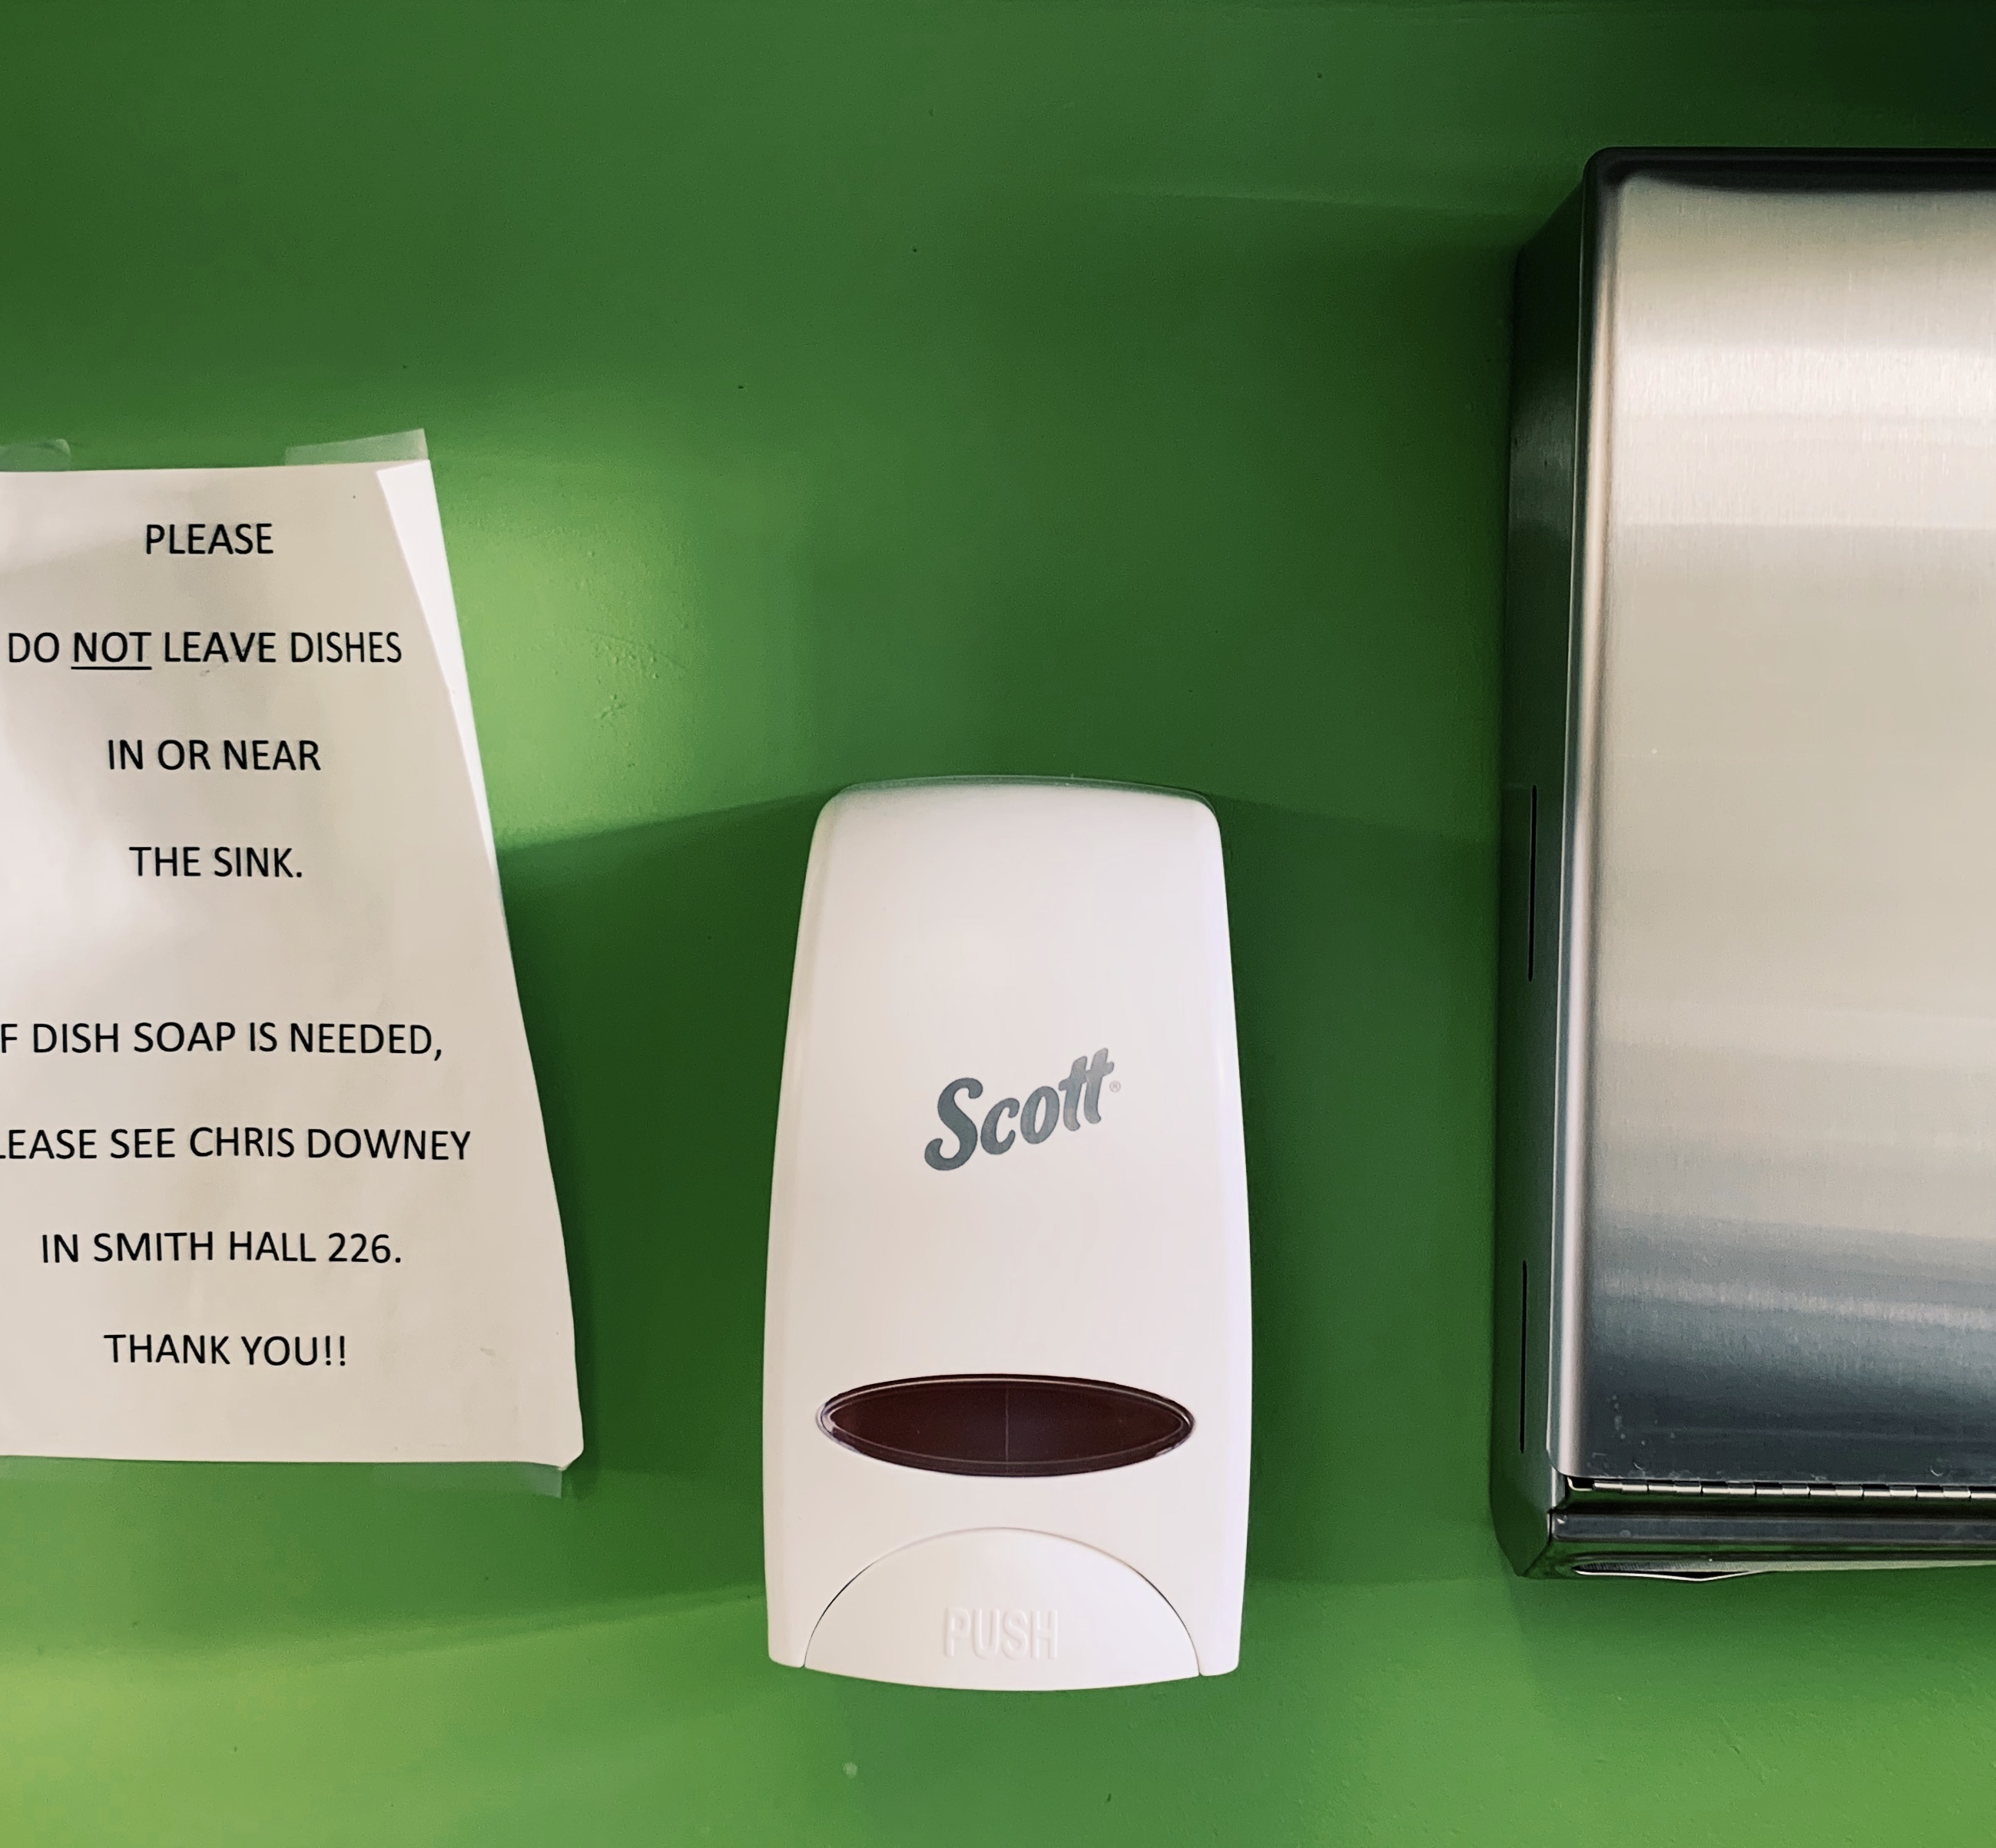 PLEASE
DO NOT LEAVE DISHES
IN OR NEAR
THE SINK.
F DISH SOAP IS NEEDED,
LEASE SEE CHRIS DOWNEY
IN SMITH HALL 226.
THANK YOU!!
Scott®
PUSH